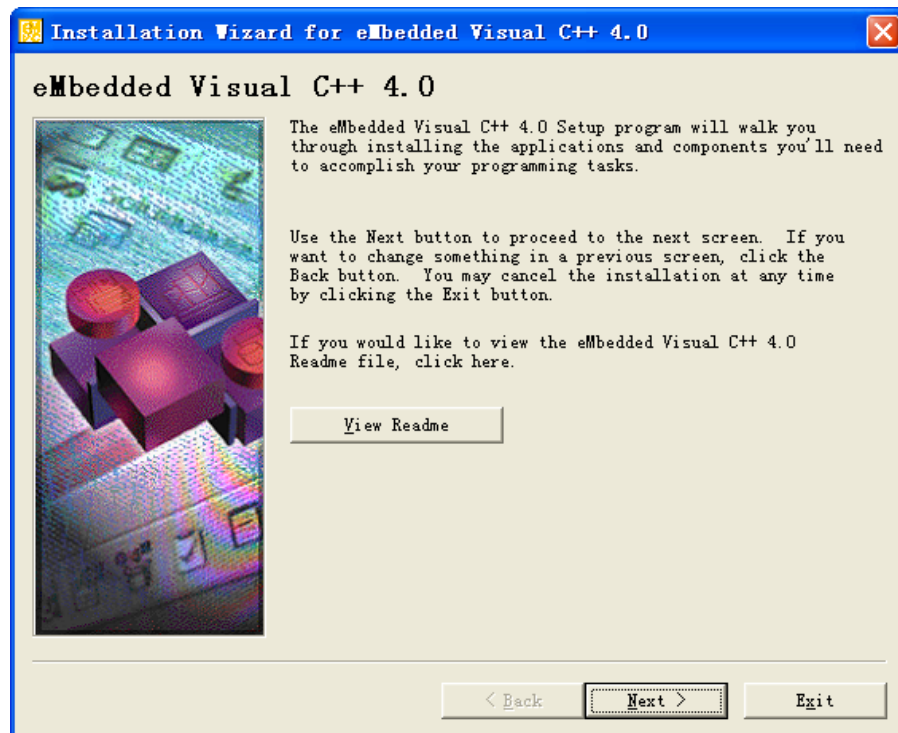 Installation Wizard for eMbedded Visual C++ 4.0
eMbedded Visual C++ 4.0
The eMbedded Visual C++ 4.0 Setup program will walk you
through installing the applications and components you'll need
to accomplish your programming tasks.
Use the Next button to proceed to the next screen.  If you
want to change something in a previous screen, click the
Back button.  You may cancel the installation at any time
by clicking the Exit button.
If you would like to view the eMbedded Visual C++ 4.0
Readme file, click here.
View Readme
< Back
Next >
Exit